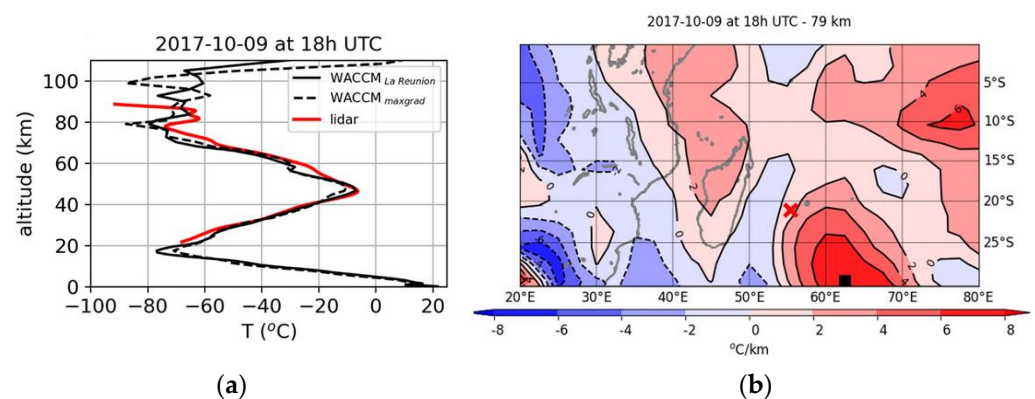 2017-10-09 at 18h UTC
altitude (km)
100
80
60
40
20
0
WACCM La Reunion
WACCM maxgrad
lidar
-100 -80 -60 -40 -20 0 20
T (°C)
(a)
2017-10-09 at 18h UTC - 79 km
5°S
10°S
15°S
20°S
25°S
20°E 30°E 40°E 50°E 60°E 70°E 80°E
-8 -6 -4 -2 0 2 4 6 8
°C/km
(b)